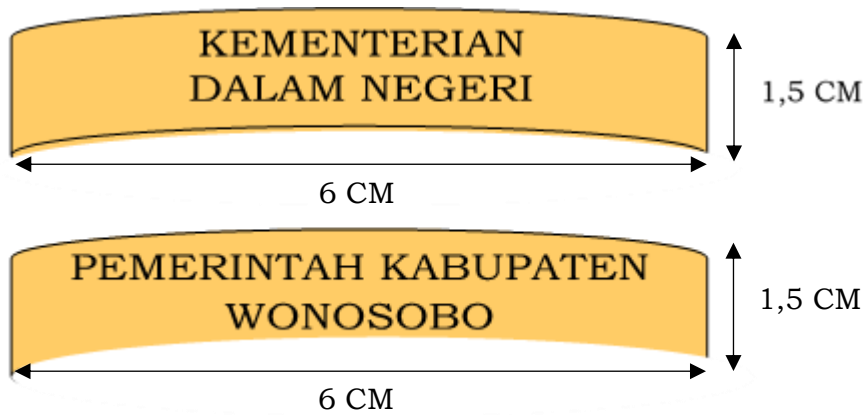 KEMENTERIAN
DALAM NEGERI
1,5 CM
6 CM
PEMERINTAH KABUPATEN
WONOSOBO
1,5 CM
6 CM